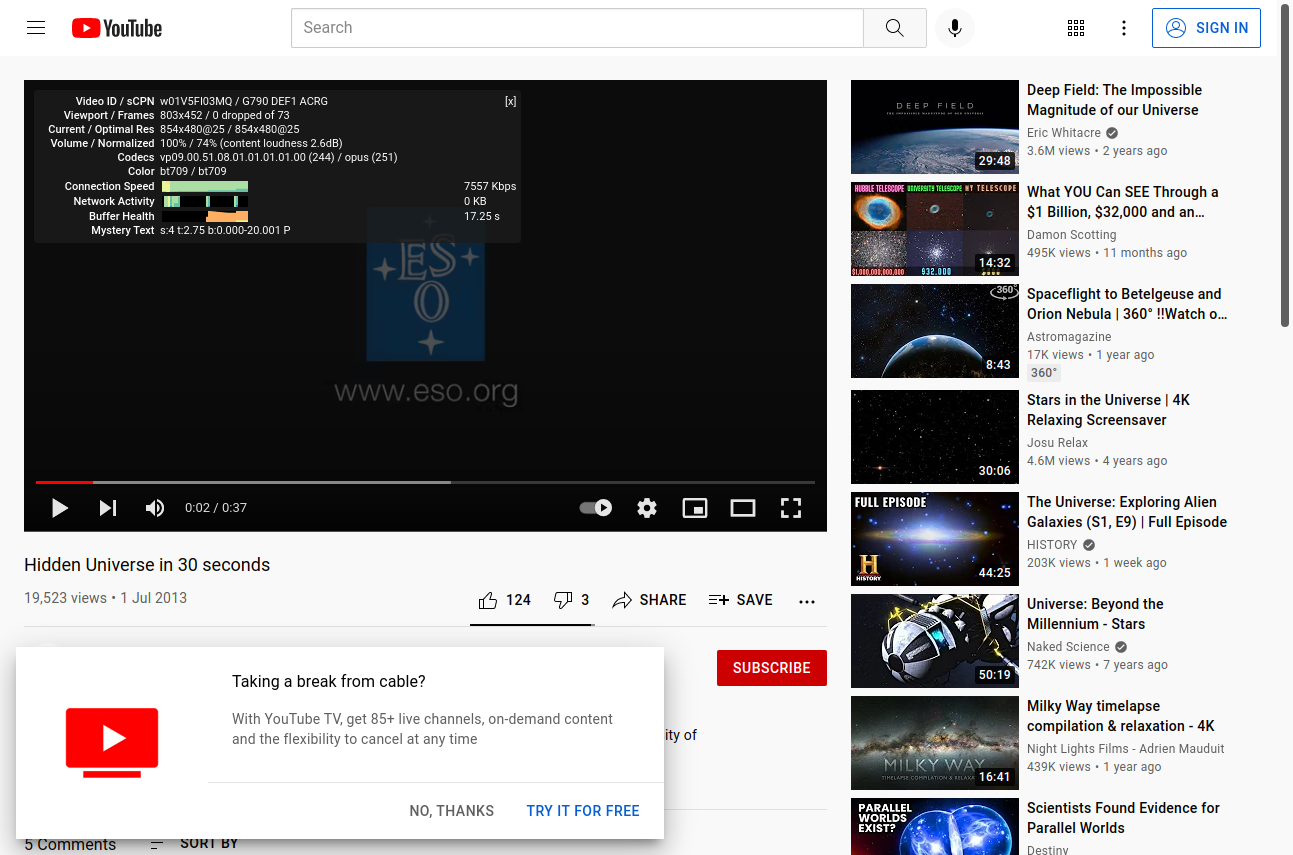 YouTube
Search
SIGN IN
Video ID / sCPN w01V5FI03MQ / G790 DEF1 ACRG
[x]
Viewport / Frames 803x452 / 0 dropped of 73
Current / Optimal Res 854x480@25 / 854x480@25
Volume / Normalized 100% / 74% (content loudness 2.6dB)
Codecs vp09.00.51.08.01.01.01.01.00 (244) / opus (251)
Color bt709 / bt709
Connection Speed 7557 Kbps
Network Activity 0 KB
Buffer Health 17.25 s
Mystery Text s:4 t:2.75 b:0.000-20.001 P
ES
O
www.eso.org
0:02 / 0:37
Hidden Universe in 30 seconds
19,523 views • 1 Jul 2013
124
3
SHARE
SAVE
SUBSCRIBE
ity of
Taking a break from cable?
With YouTube TV, get 85+ live channels, on-demand content
and the flexibility to cancel at any time
NO, THANKS
TRY IT FOR FREE
5 Comments
SORT BY
DEEP FIELD
29:48
Deep Field: The Impossible
Magnitude of our Universe
Eric Whitacre
3.6M views • 2 years ago
HUBBLE TELESCOPE
UNIVERSITY TELESCOPE
MY TELESCOPE
$1,000,000,000,000
932,000
14:32
What YOU Can SEE Through a
$1 Billion, $32,000 and an…
Damon Scotting
495K views • 11 months ago
360°
8:43
Spaceflight to Betelgeuse and
Orion Nebula | 360° !!Watch o…
Astromagazine
17K views • 1 year ago
360°
30:06
Stars in the Universe | 4K
Relaxing Screensaver
Josu Relax
4.6M views • 4 years ago
FULL EPISODE
H
HISTORY
44:25
The Universe: Exploring Alien
Galaxies (S1, E9) | Full Episode
HISTORY
203K views • 1 week ago
50:19
Universe: Beyond the
Millennium - Stars
Naked Science
742K views • 7 years ago
MILKY WAY
16:41
Milky Way timelapse
compilation & relaxation - 4K
Night Lights Films - Adrien Mauduit
439K views • 1 year ago
PARALLEL
WORLDS
EXIST?
Scientists Found Evidence for
Parallel Worlds
Destiny